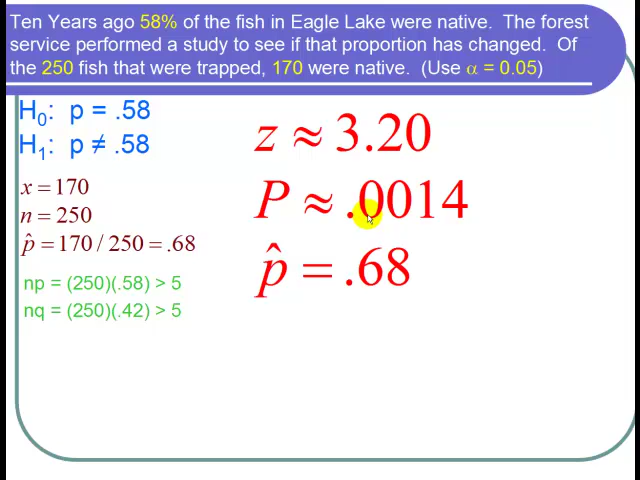 Ten Years ago 58% of the fish in Eagle Lake were native. The forest
service performed a study to see if that proportion has changed. Of
the 250 fish that were trapped, 170 were native. (Use α = 0.05)
H₀: p = .58
H₁: p ≠ .58
x = 170
n = 250
p̂ = 170 / 250 = .68
np = (250)(.58) > 5
nq = (250)(.42) > 5
z ≈ 3.20
P ≈ .0014
p̂ = .68